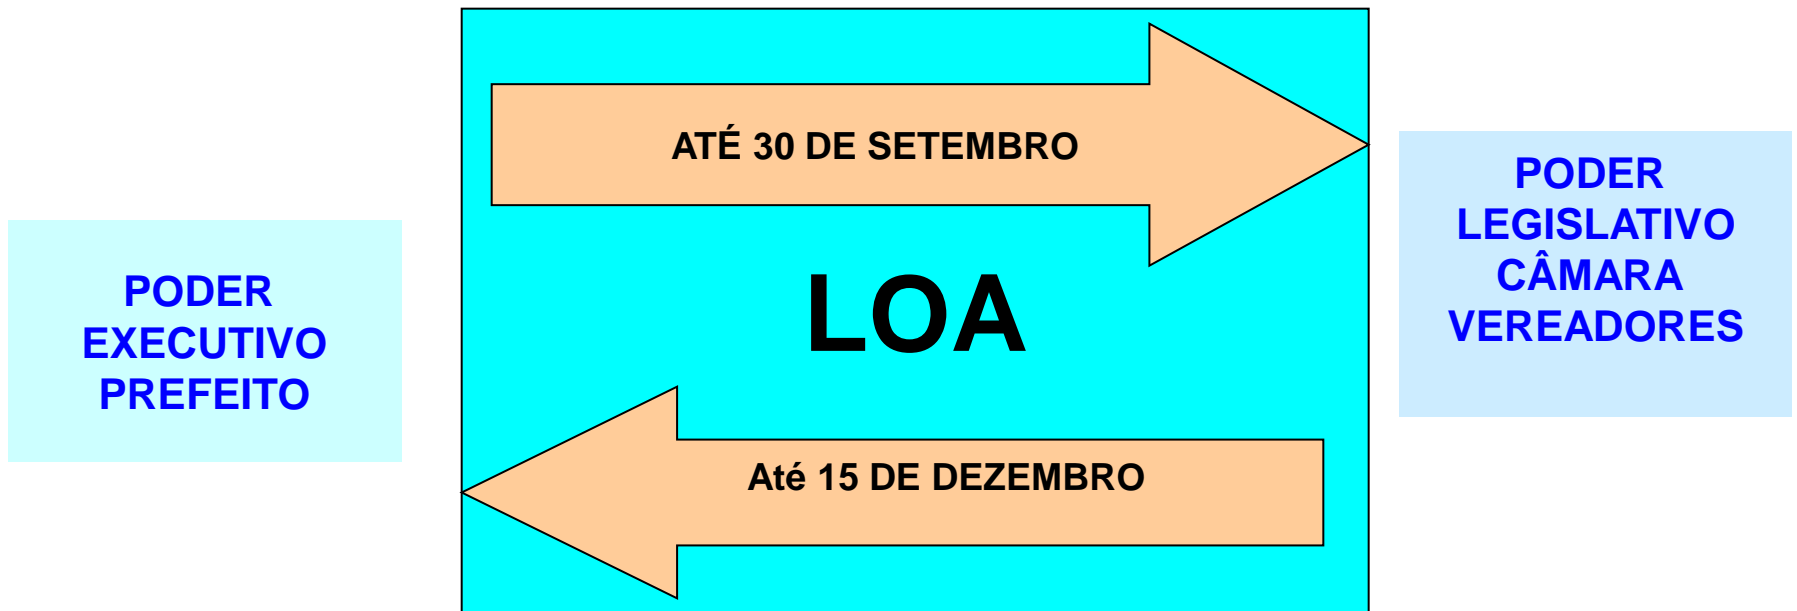 PODER
EXECUTIVO
PREFEITO
ATÉ 30 DE SETEMBRO
LOA
Até 15 DE DEZEMBRO
PODER
LEGISLATIVO
CÂMARA
VEREADORES